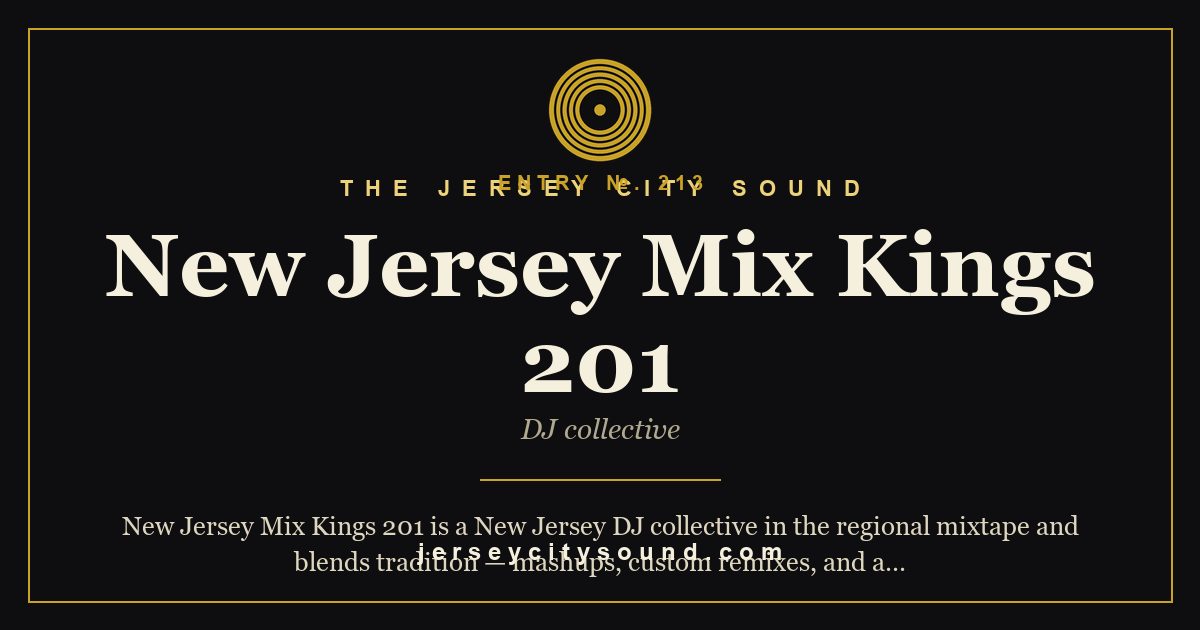 ENTRY №. 213
THE JERSEY CITY SOUND
New Jersey Mix Kings
201
DJ collective
New Jersey Mix Kings 201 is a New Jersey DJ collective in the regional mixtape and
jerseycitysound.com
blends tradition — mashups, custom remixes, and a...